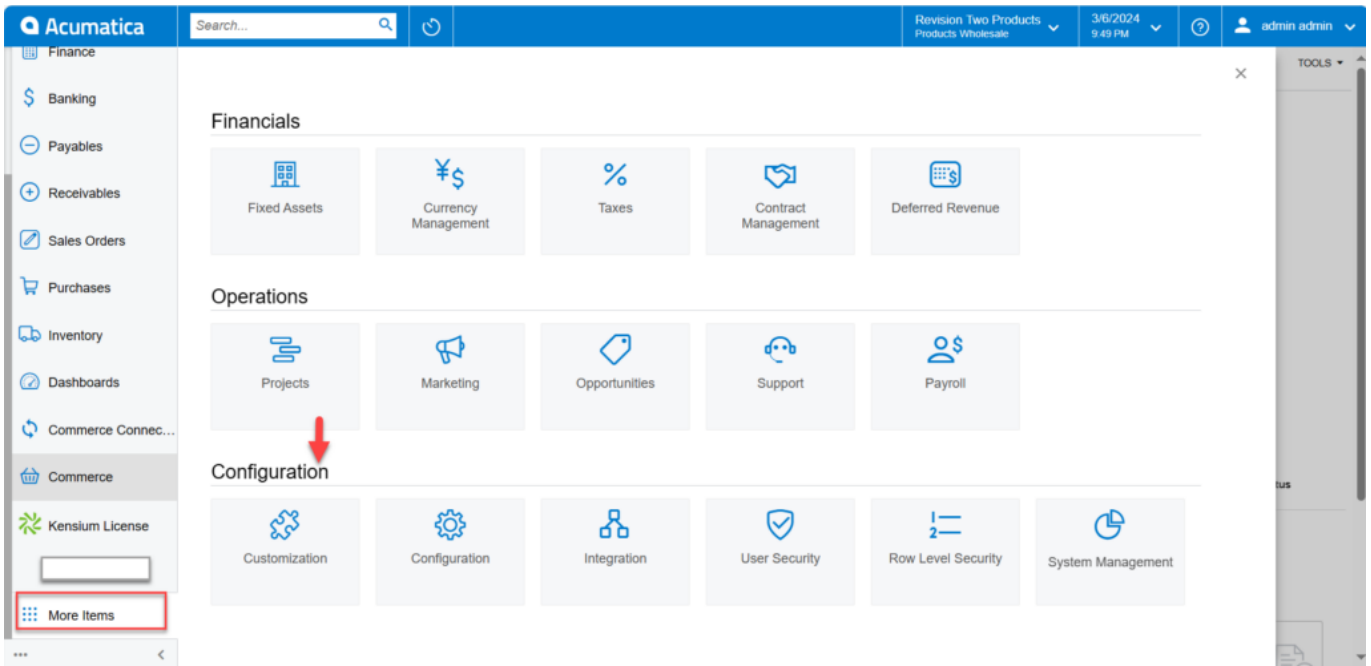 Acumatica
Search...
Revision Two Products
Products Wholesale
3/6/2024
9:49 PM
admin admin
TOOLS
Finance
Banking
Payables
Receivables
Sales Orders
Purchases
Inventory
Dashboards
Commerce Connec...
Commerce
Kensium License
More Items
Financials
Fixed Assets
Currency
Management
Taxes
Contract
Management
Deferred Revenue
Operations
Projects
Marketing
Opportunities
Support
Payroll
Configuration
Customization
Configuration
Integration
User Security
Row Level Security
System Management
tus